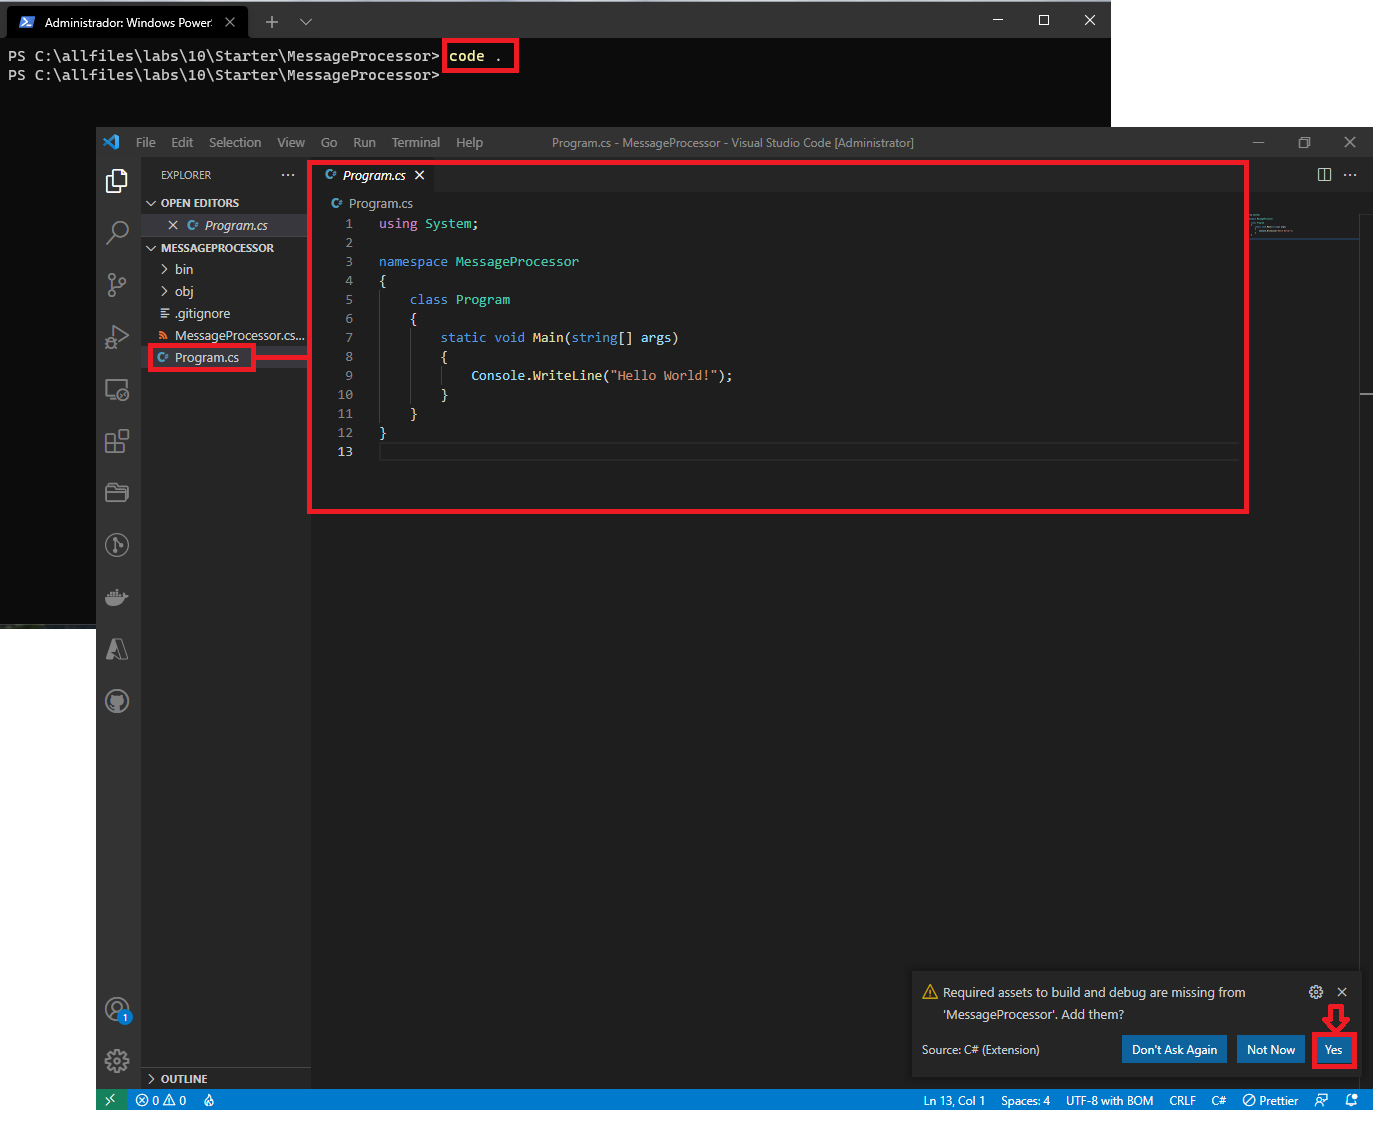 Administrador: Windows Power
PS C:\allfiles\labs\10\Starter\MessageProcessor> code .
PS C:\allfiles\labs\10\Starter\MessageProcessor>
File Edit Selection View Go Run Terminal Help Program.cs - MessageProcessor - Visual Studio Code [Administrator]
EXPLORER
OPEN EDITORS
Program.cs
MESSAGEPROCESSOR
bin
obj
.gitignore
MessageProcessor.cs...
Program.cs
OUTLINE
Program.cs
Program.cs
1 using System;
2
3 namespace MessageProcessor
4 {
5 class Program
6 {
7 static void Main(string[] args)
8 {
9 Console.WriteLine("Hello World!");
10 }
11 }
12 }
13
1
Required assets to build and debug are missing from
'MessageProcessor'. Add them?
Source: C# (Extension) Don't Ask Again Not Now Yes
0 0 Ln 13, Col 1 Spaces: 4 UTF-8 with BOM CRLF C# Prettier